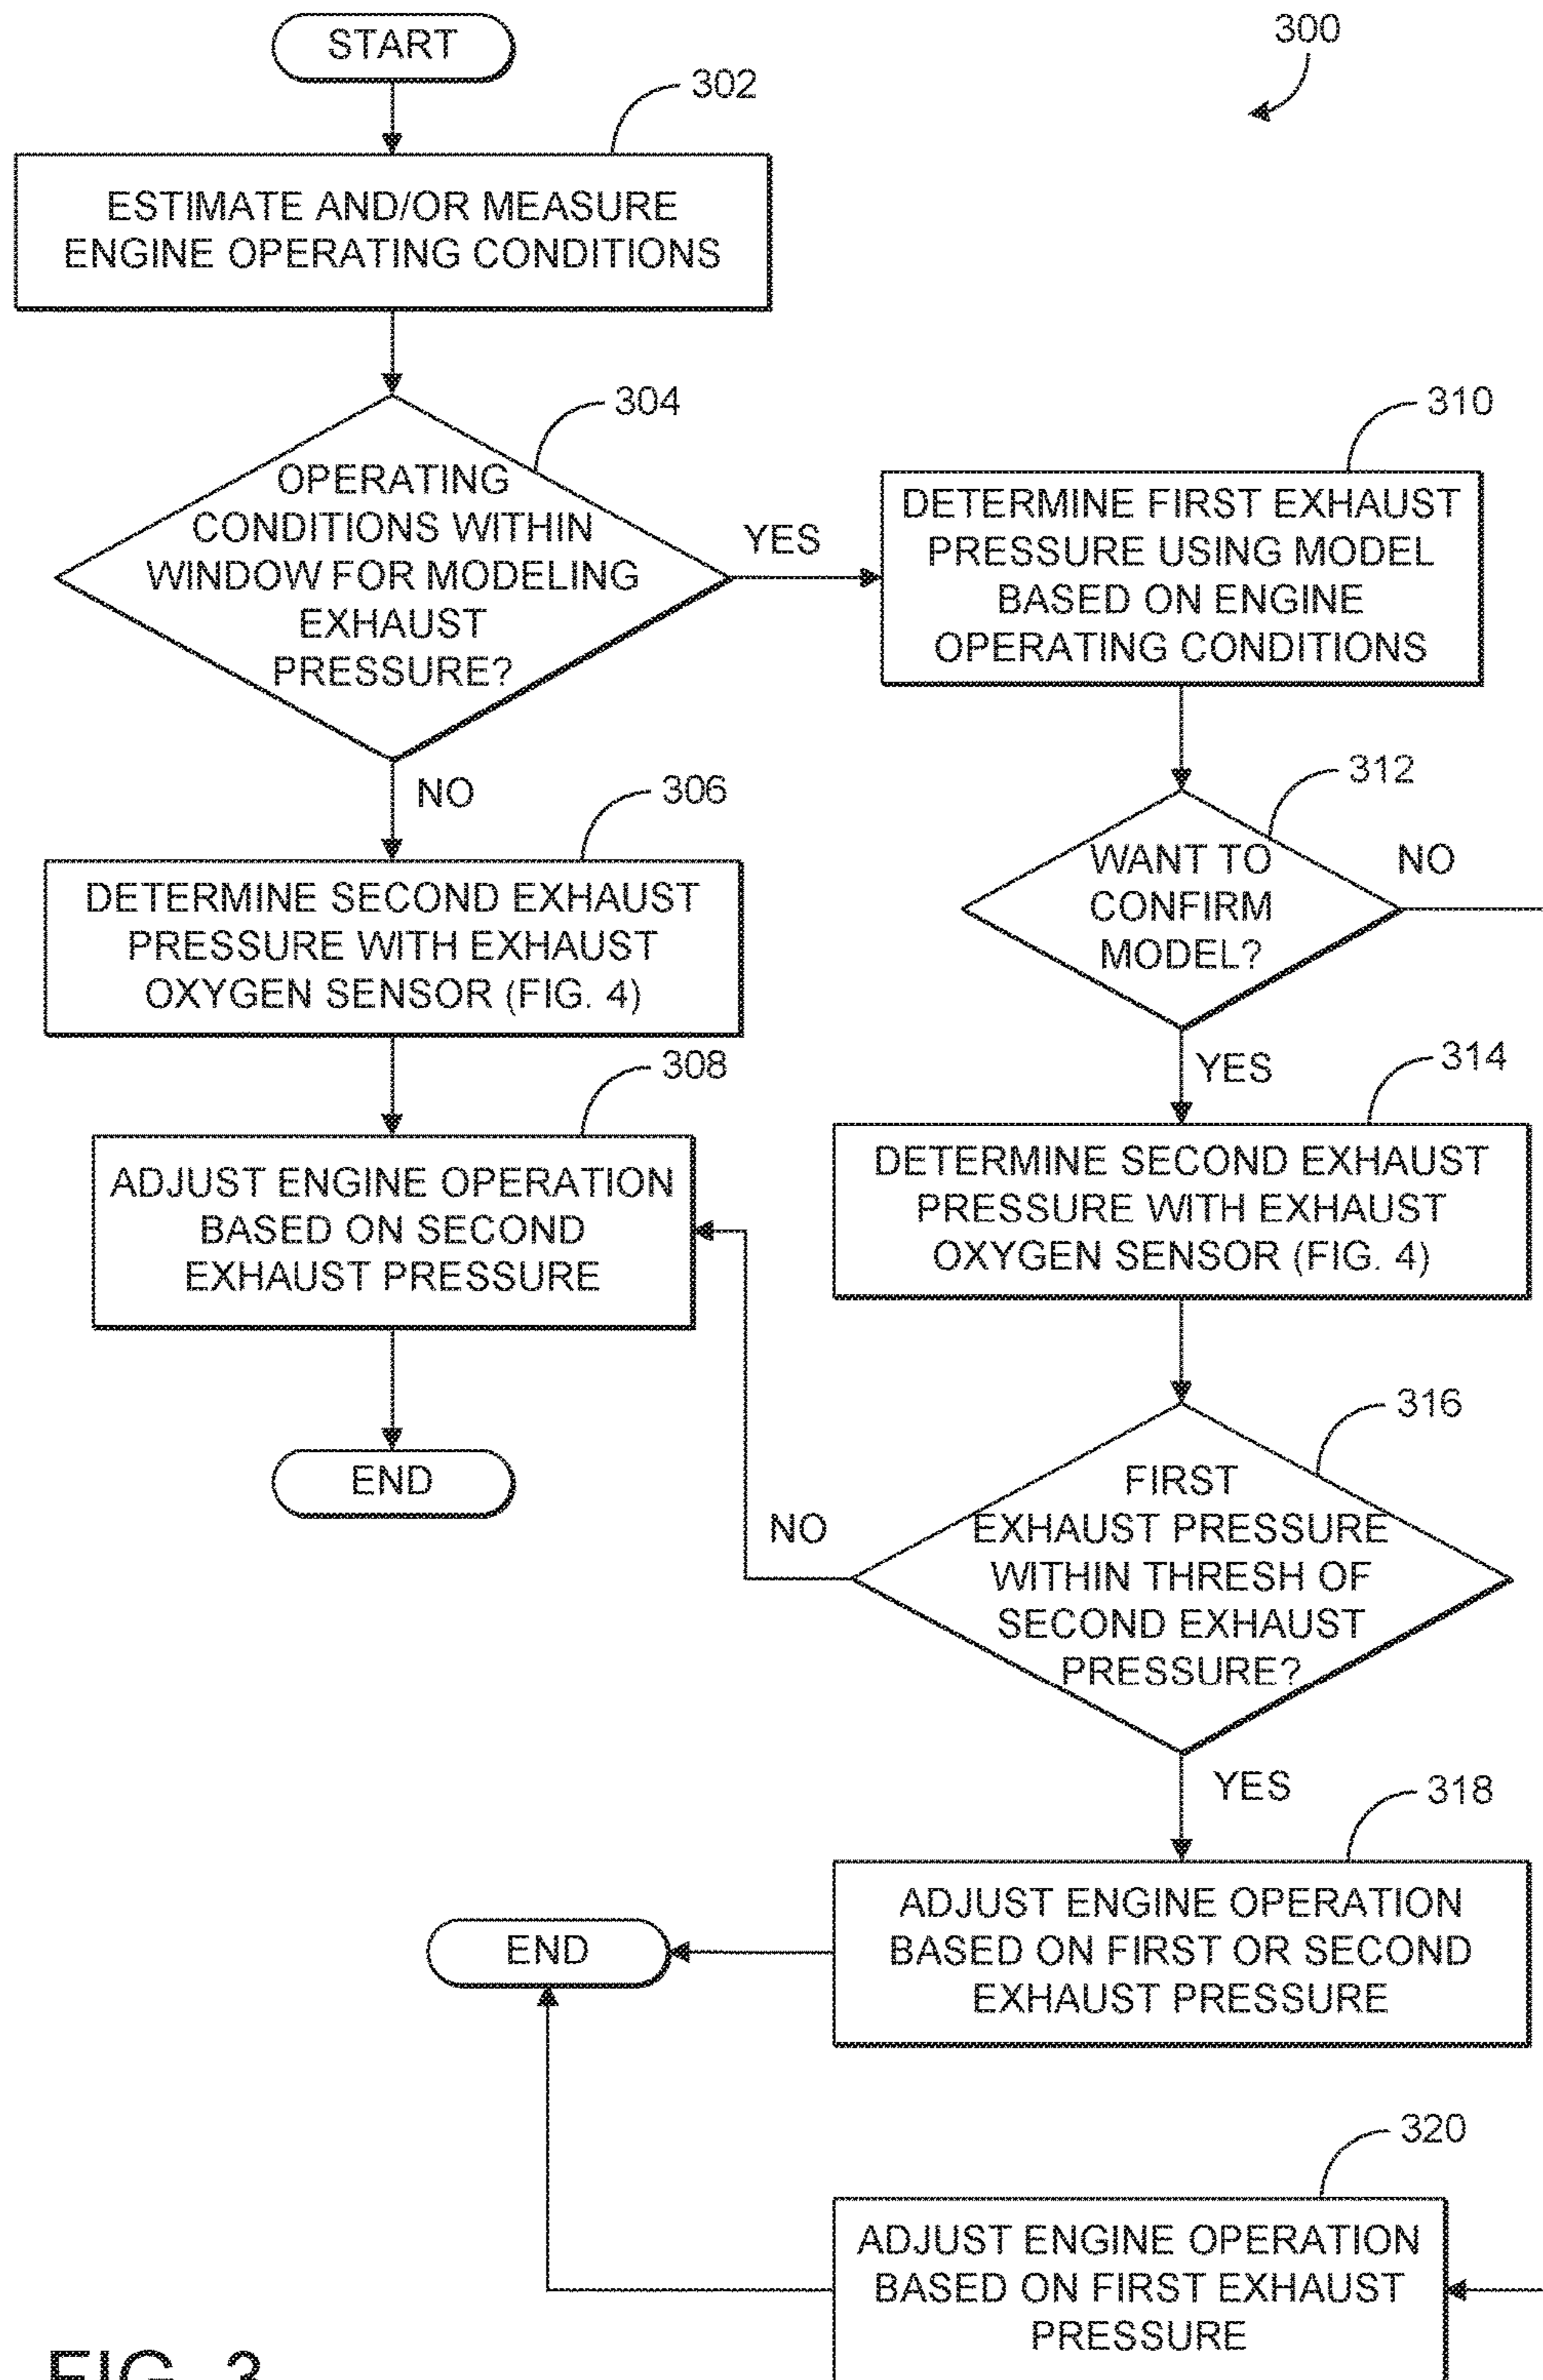 START
300
302
ESTIMATE AND/OR MEASURE
ENGINE OPERATING CONDITIONS
304
OPERATING
CONDITIONS WITHIN
WINDOW FOR MODELING
EXHAUST
PRESSURE?
YES
NO
310
DETERMINE FIRST EXHAUST
PRESSURE USING MODEL
BASED ON ENGINE
OPERATING CONDITIONS
306
DETERMINE SECOND EXHAUST
PRESSURE WITH EXHAUST
OXYGEN SENSOR (FIG. 4)
312
WANT TO
CONFIRM
MODEL?
NO
YES
308
ADJUST ENGINE OPERATION
BASED ON SECOND
EXHAUST PRESSURE
END
314
DETERMINE SECOND EXHAUST
PRESSURE WITH EXHAUST
OXYGEN SENSOR (FIG. 4)
316
FIRST
EXHAUST PRESSURE
WITHIN THRESH OF
SECOND EXHAUST
PRESSURE?
NO
YES
318
ADJUST ENGINE OPERATION
BASED ON FIRST OR SECOND
EXHAUST PRESSURE
END
320
ADJUST ENGINE OPERATION
BASED ON FIRST EXHAUST
PRESSURE
FIG. 3